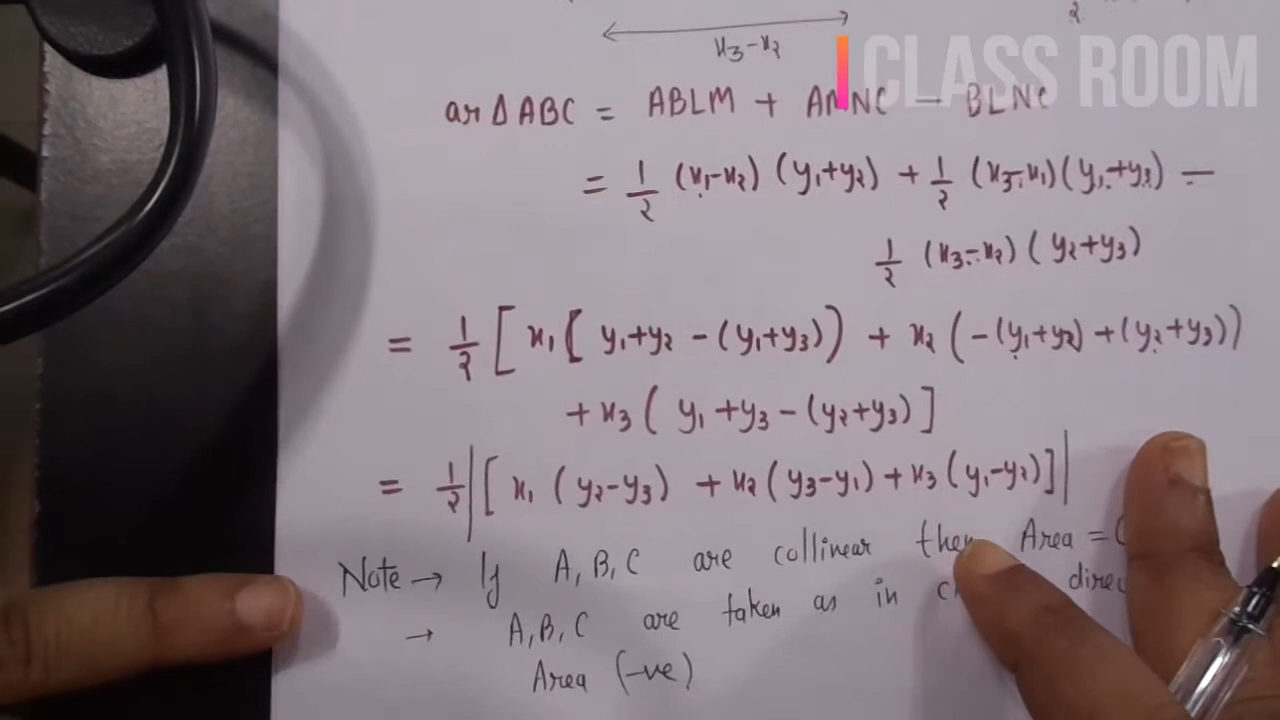 x₃-x₂
2
CLASS ROOM
ar Δ ABC = ABLM + AMNC - BLNC
= 1/2 (x₁-x₂) (y₁+y₂) + 1/2 (x₃-x₁)(y₁+y₃) -
1/2 (x₃-x₂) (y₂+y₃)
= 1/2 [ x₁ [ y₁+y₂ - (y₁+y₃)) + x₂ (-(y₁+y₂) + (y₂+y₃))
+ x₃ ( y₁+y₃ - (y₂+y₃) ]
= 1/2 | [ x₁ (y₂-y₃) + x₂ (y₃-y₁) + x₃ (y₁-y₂) ] |
Note → If A, B, C are collinear then Area =
→ A, B, C are taken as in
Area (-ve)